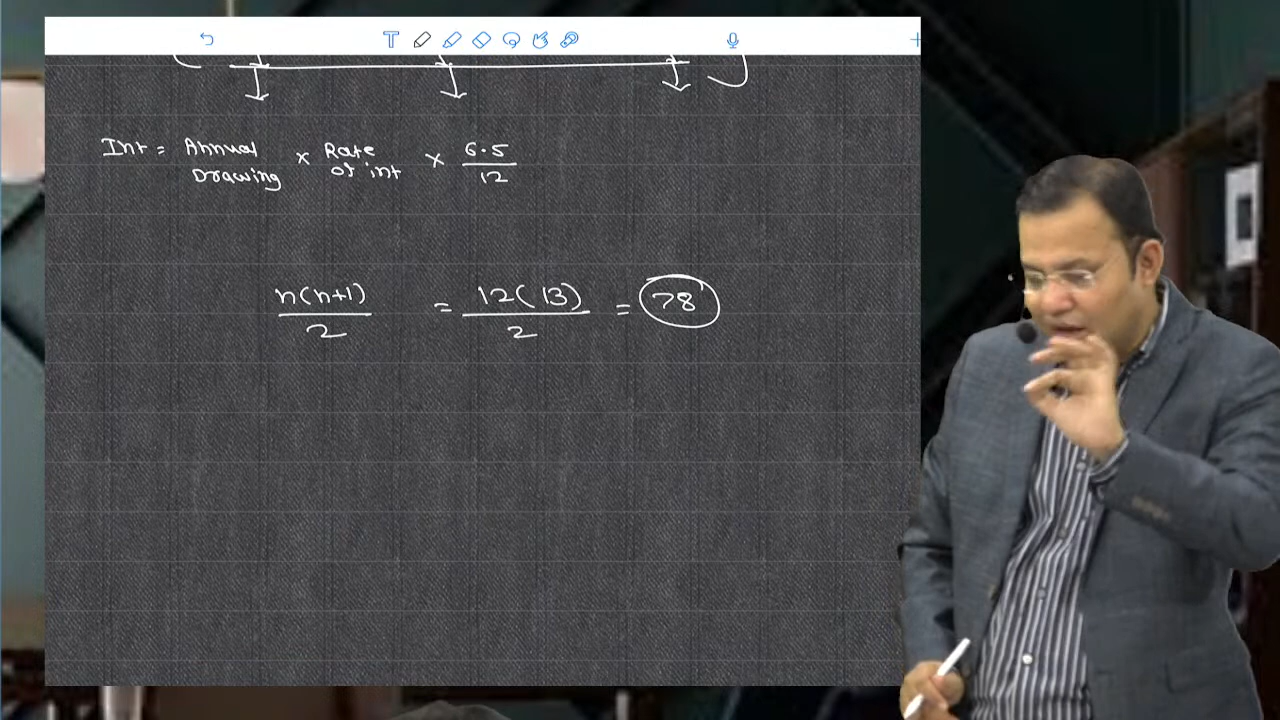 Int = Annual Drawing × Rate of int × 6.5/12
n(n+1)/2 = 12(13)/2 = 78